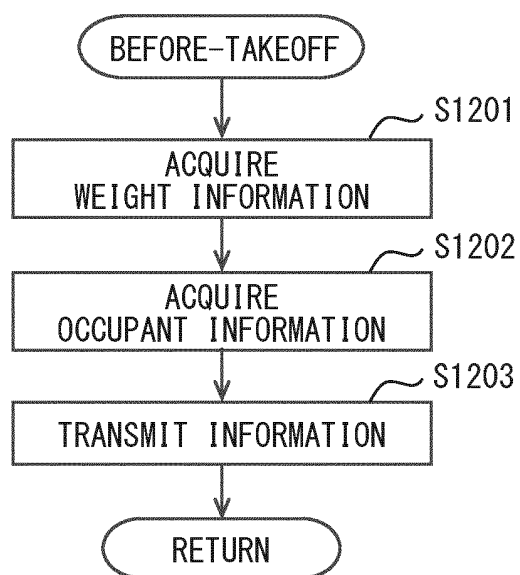 BEFORE-TAKEOFF
S1201
ACQUIRE
WEIGHT INFORMATION
S1202
ACQUIRE
OCCUPANT INFORMATION
S1203
TRANSMIT INFORMATION
RETURN